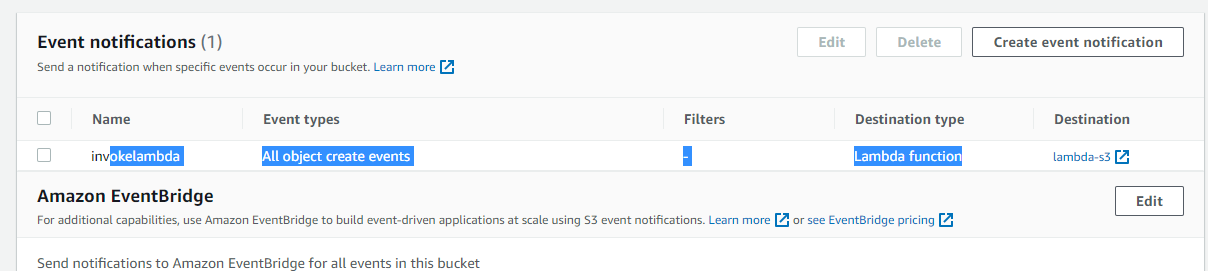 Event notifications (1)
Edit
Delete
Create event notification
Send a notification when specific events occur in your bucket. Learn more
Name Event types Filters Destination type Destination
invokelambda All object create events - Lambda function lambda-s3
Amazon EventBridge
Edit
For additional capabilities, use Amazon EventBridge to build event-driven applications at scale using S3 event notifications. Learn more or see EventBridge pricing
Send notifications to Amazon EventBridge for all events in this bucket